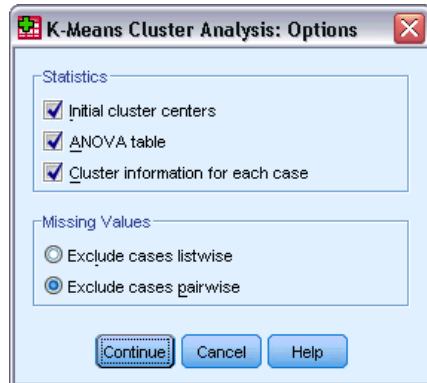 K-Means Cluster Analysis: Options
Statistics
Initial cluster centers
ANOVA table
Cluster information for each case
Missing Values
Exclude cases listwise
Exclude cases pairwise
Continue Cancel Help